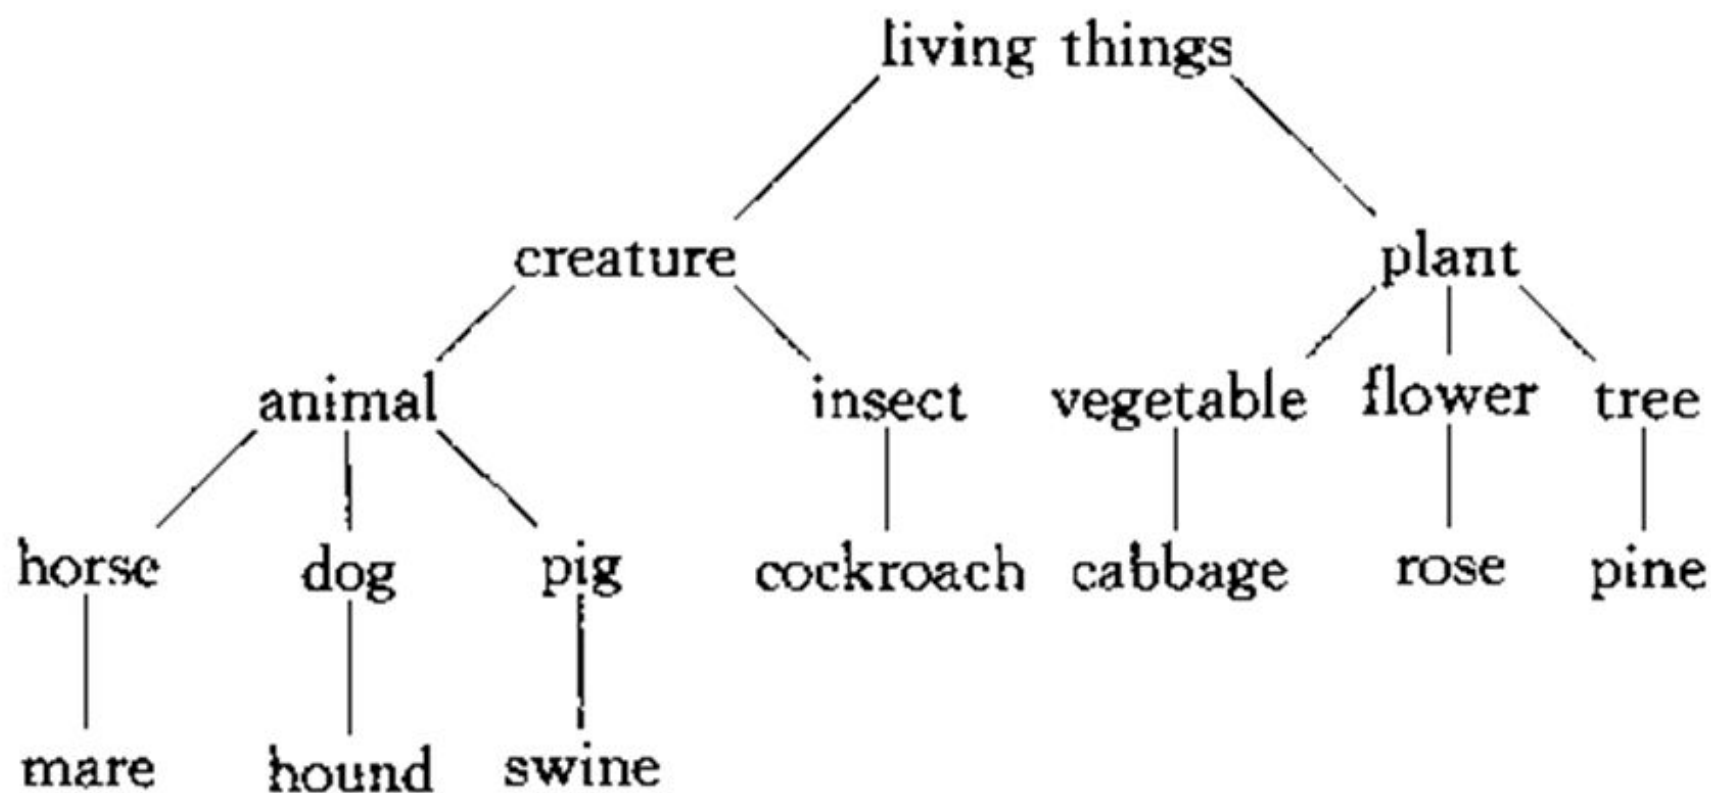 living things
creature plant
animal insect vegetable flower tree
horse dog pig cockroach cabbage rose pine
mare hound swine